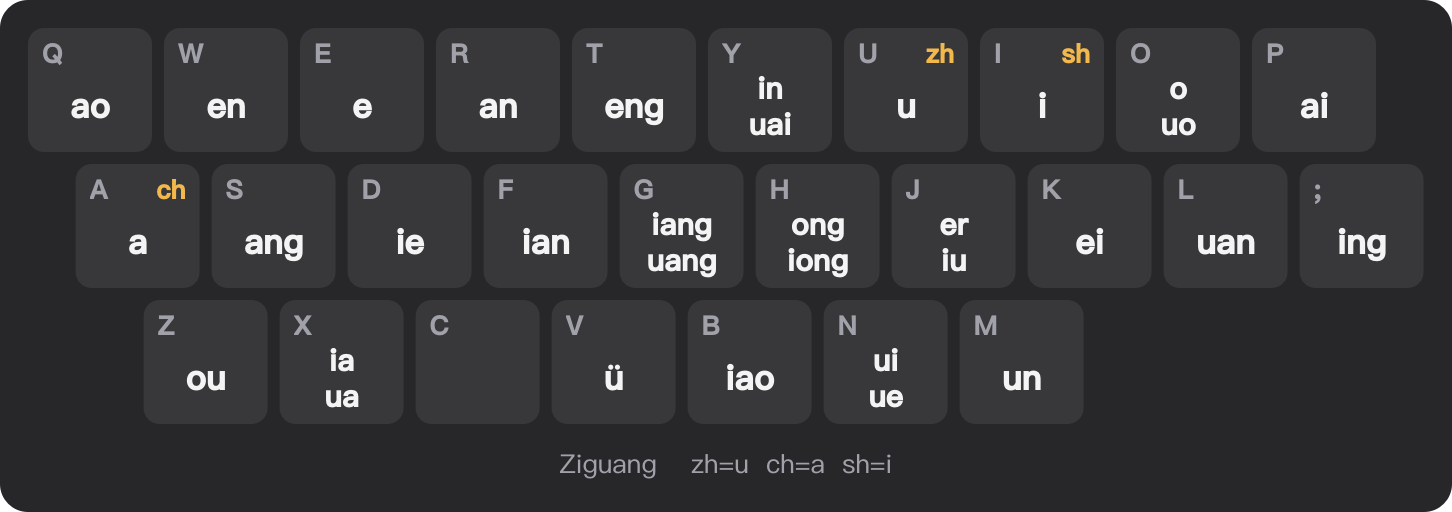 Q W E R T Y U zh I sh O P
ao en e an eng in uai u i o uo ai
A ch S D F G H J K L ;
a ang ie ian iang uang ong iong er iu ei uan ing
Z X C V B N M
ou ia ua ü iao ui ue un
Ziguang zh=u ch=a sh=i